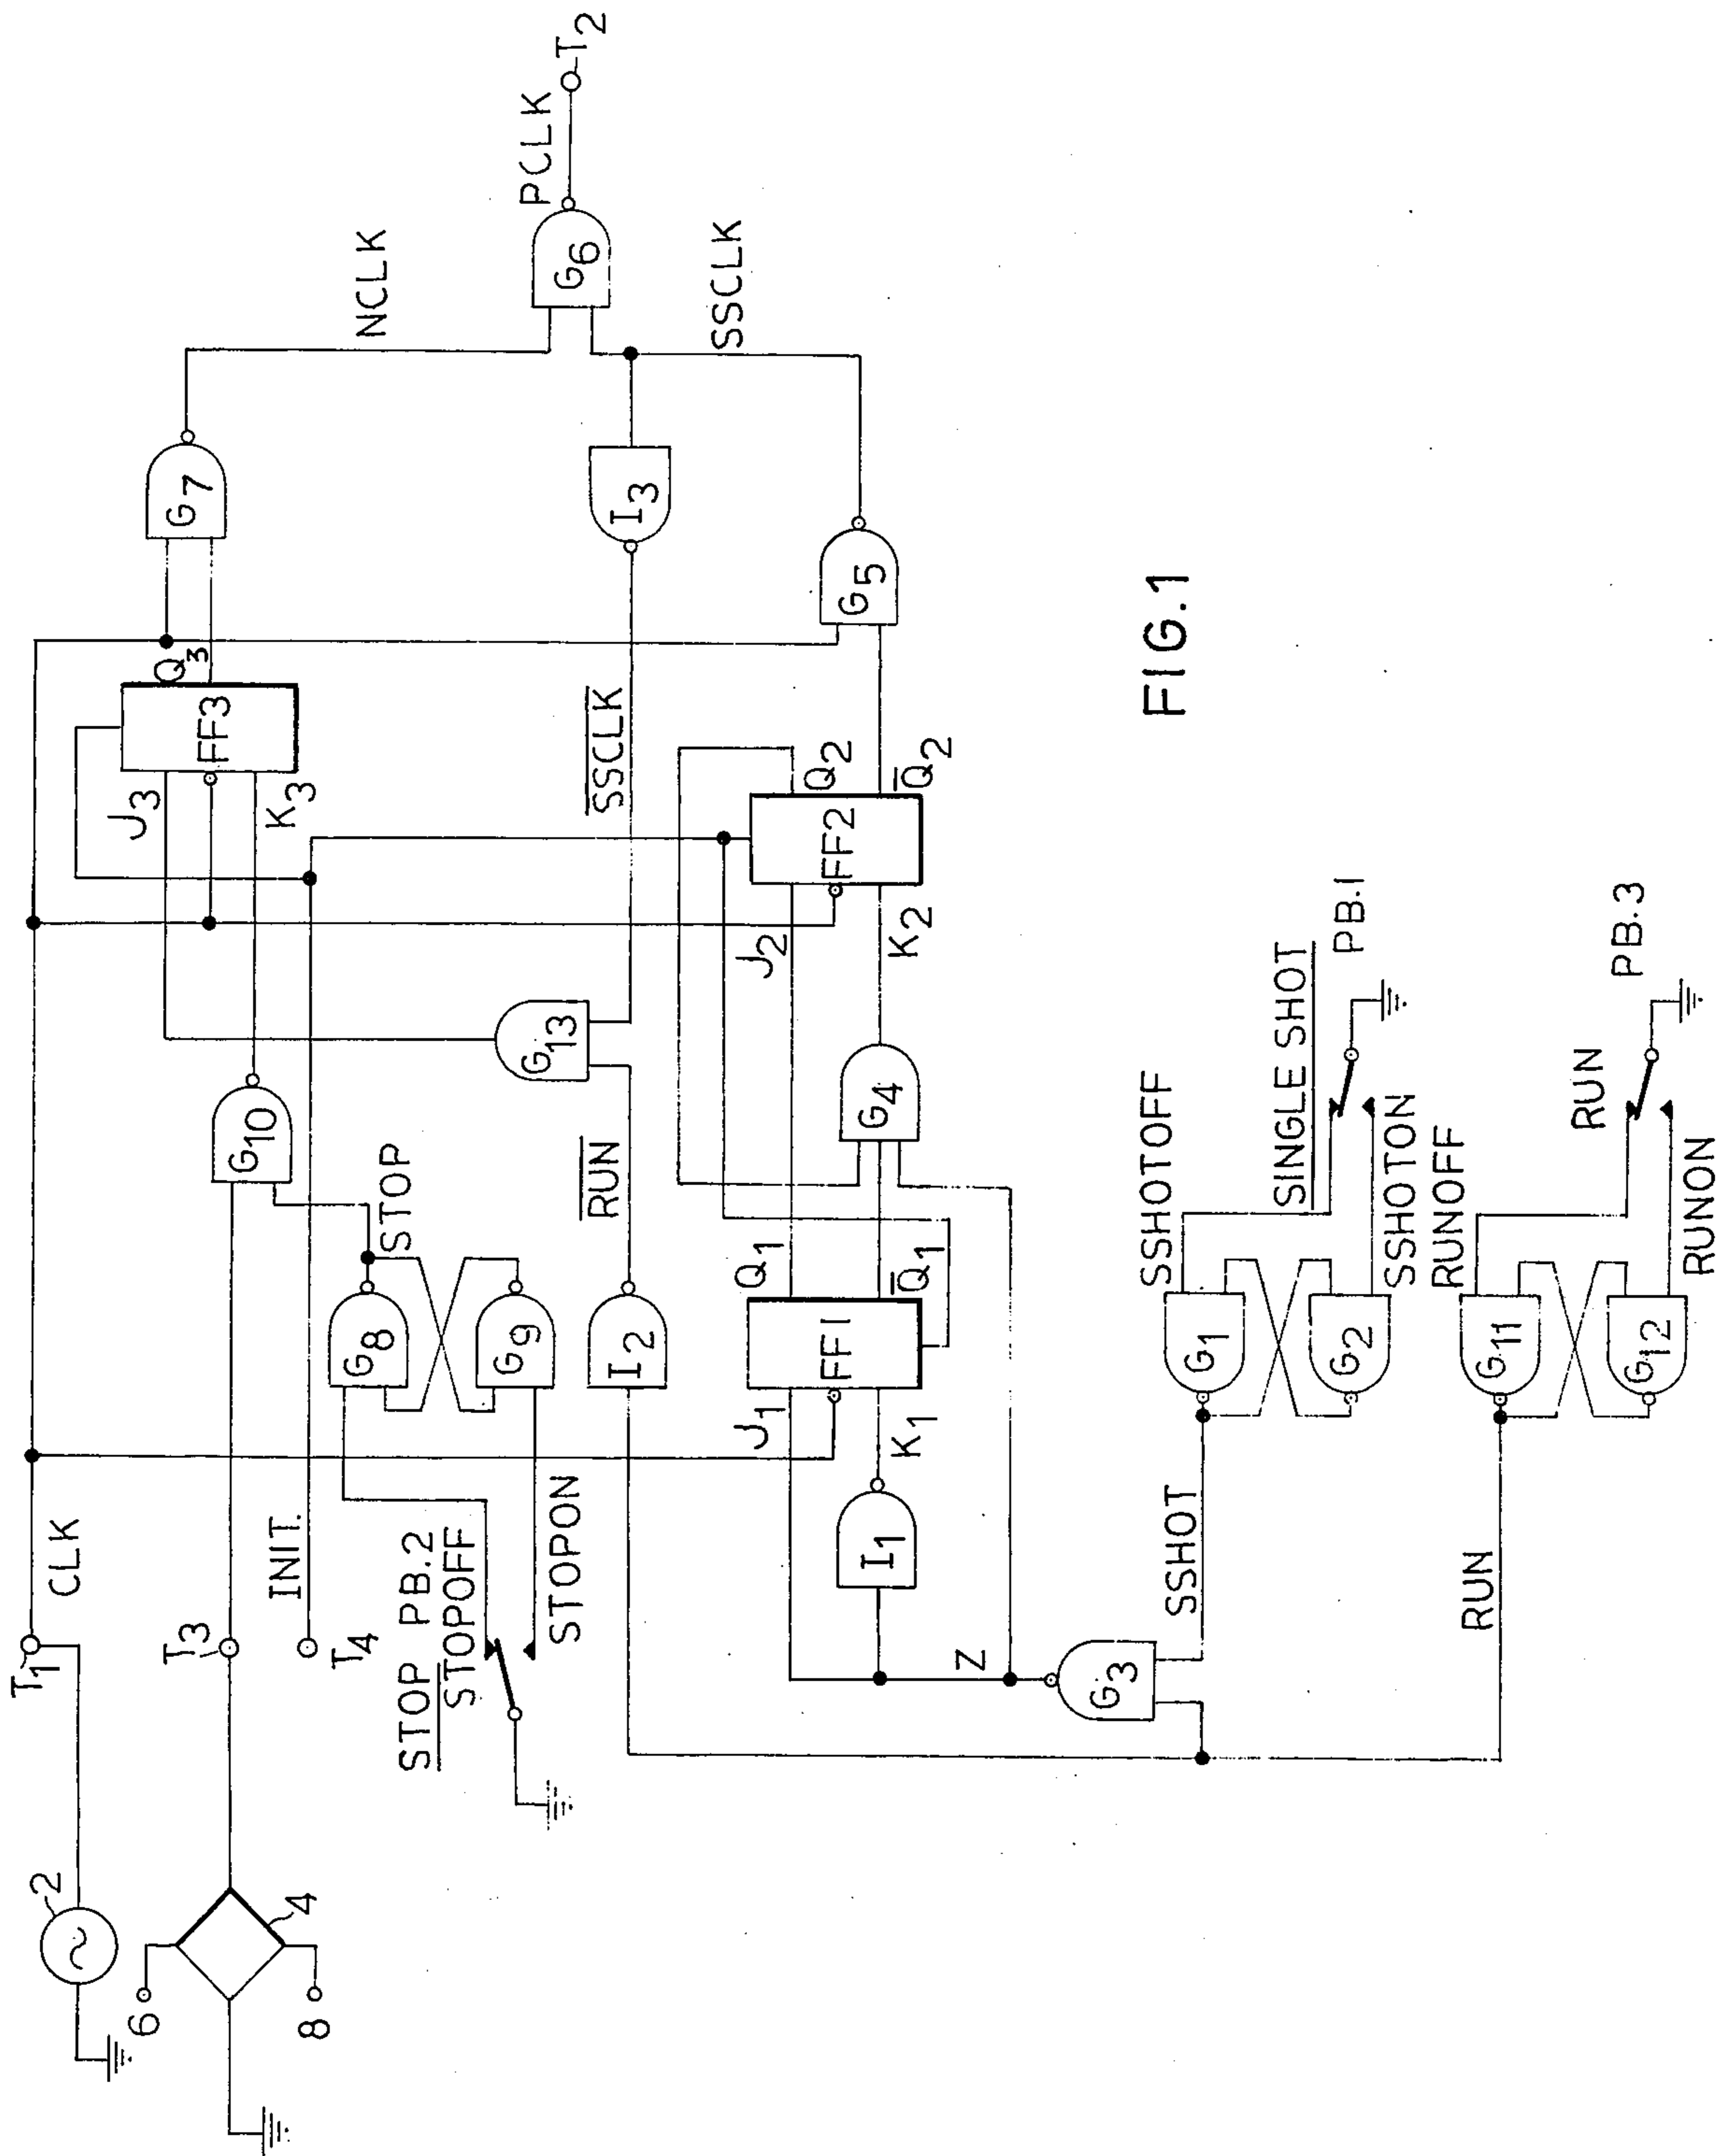 T1
CLK
2
6
4
8
T3
INIT.
T4
STOP PB.2
STOPOFF
STOPON
G8
G9
STOP
G10
J3
K3
FF3
Q3
G7
NCLK
G6
PCLK
T2
SSCLK
I3
SSCLK
G13
RUN
I2
G5
J1
FF1
K1
Q1
Q1
I1
Z
G3
G4
J2
K2
FF2
Q2
Q2
SSHOT
G1
G2
SSHOTOFF
SINGLE SHOT
PB.1
SSHOTON
RUN
G11
G12
RUNOFF
RUN
PB.3
RUNON
FIG.1